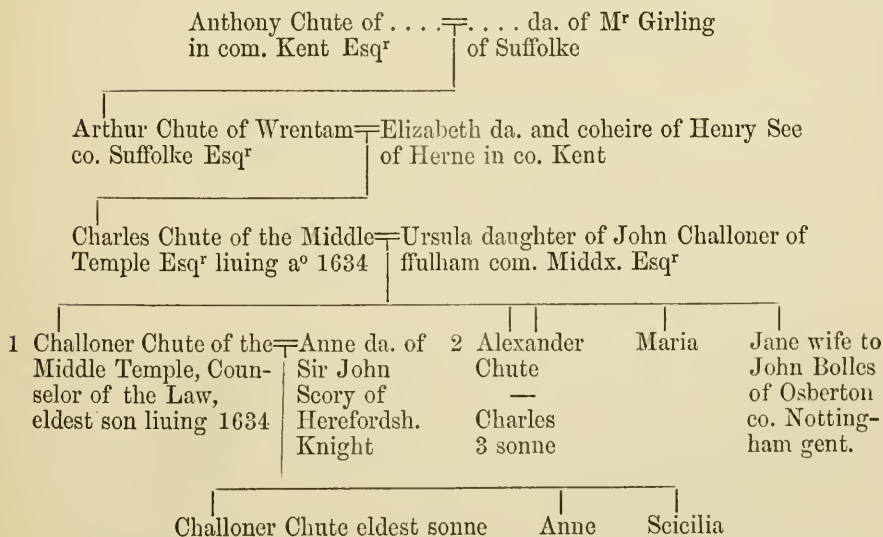 Anthony Chute of . . . . . . . . da. of Mʳ Girling
in com. Kent Esqʳ of Suffolke
Arthur Chute of Wrentam Elizabeth da. and coheire of Henry See
co. Suffolke Esqʳ of Herne in co. Kent
Charles Chute of the Middle Ursula daughter of John Challoner of
Temple Esqʳ liuing aº 1634 ffulham com. Middx. Esqʳ
1 Challoner Chute of the
Middle Temple, Coun-
selor of the Law,
eldest son liuing 1634
Anne da. of
Sir John
Scory of
Herefordsh.
Knight
2 Alexander
Chute
—
Charles
3 sonne
Maria
Jane wife to
John Bolles
of Osberton
co. Notting-
ham gent.
Challoner Chute eldest sonne Anne Scicilia